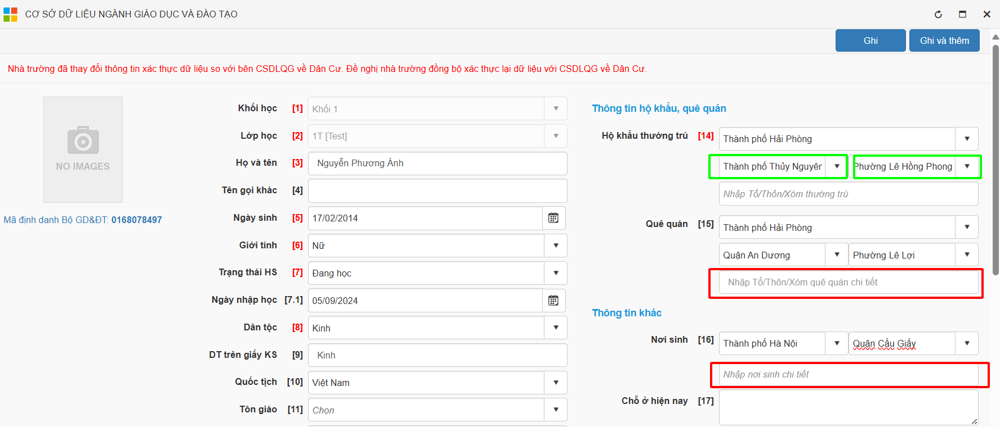 CƠ SỞ DỮ LIỆU NGÀNH GIÁO DỤC VÀ ĐÀO TẠO
Ghi
Ghi và thêm
Nhà trường đã thay đổi thông tin xác thực dữ liệu so với bên CSDLQG về Dân Cư. Đề nghị nhà trường đồng bộ xác thực lại dữ liệu với CSDLQG về Dân Cư.
NO IMAGES
Mã định danh Bộ GD&ĐT: 0168078497
Khối học [1] Khối 1
Lớp học [2] 1T [Test]
Họ và tên [3] Nguyễn Phương Ánh
Tên gọi khác [4]
Ngày sinh [5] 17/02/2014
Giới tính [6] Nữ
Trạng thái HS [7] Đang học
Ngày nhập học [7.1] 05/09/2024
Dân tộc [8] Kinh
DT trên giấy KS [9] Kinh
Quốc tịch [10] Việt Nam
Tôn giáo [11] Chọn
Thông tin hộ khẩu, quê quán
Hộ khẩu thường trú [14] Thành phố Hải Phòng
Thành phố Thủy Nguyên Phường Lê Hồng Phong
Nhập Tổ/Thôn/Xóm thường trú
Quê quán [15] Thành phố Hải Phòng
Quận An Dương Phường Lê Lợi
Nhập Tổ/Thôn/Xóm quê quán chi tiết
Thông tin khác
Nơi sinh [16] Thành phố Hà Nội Quận Cầu Giấy
Nhập nơi sinh chi tiết
Chỗ ở hiện nay [17]